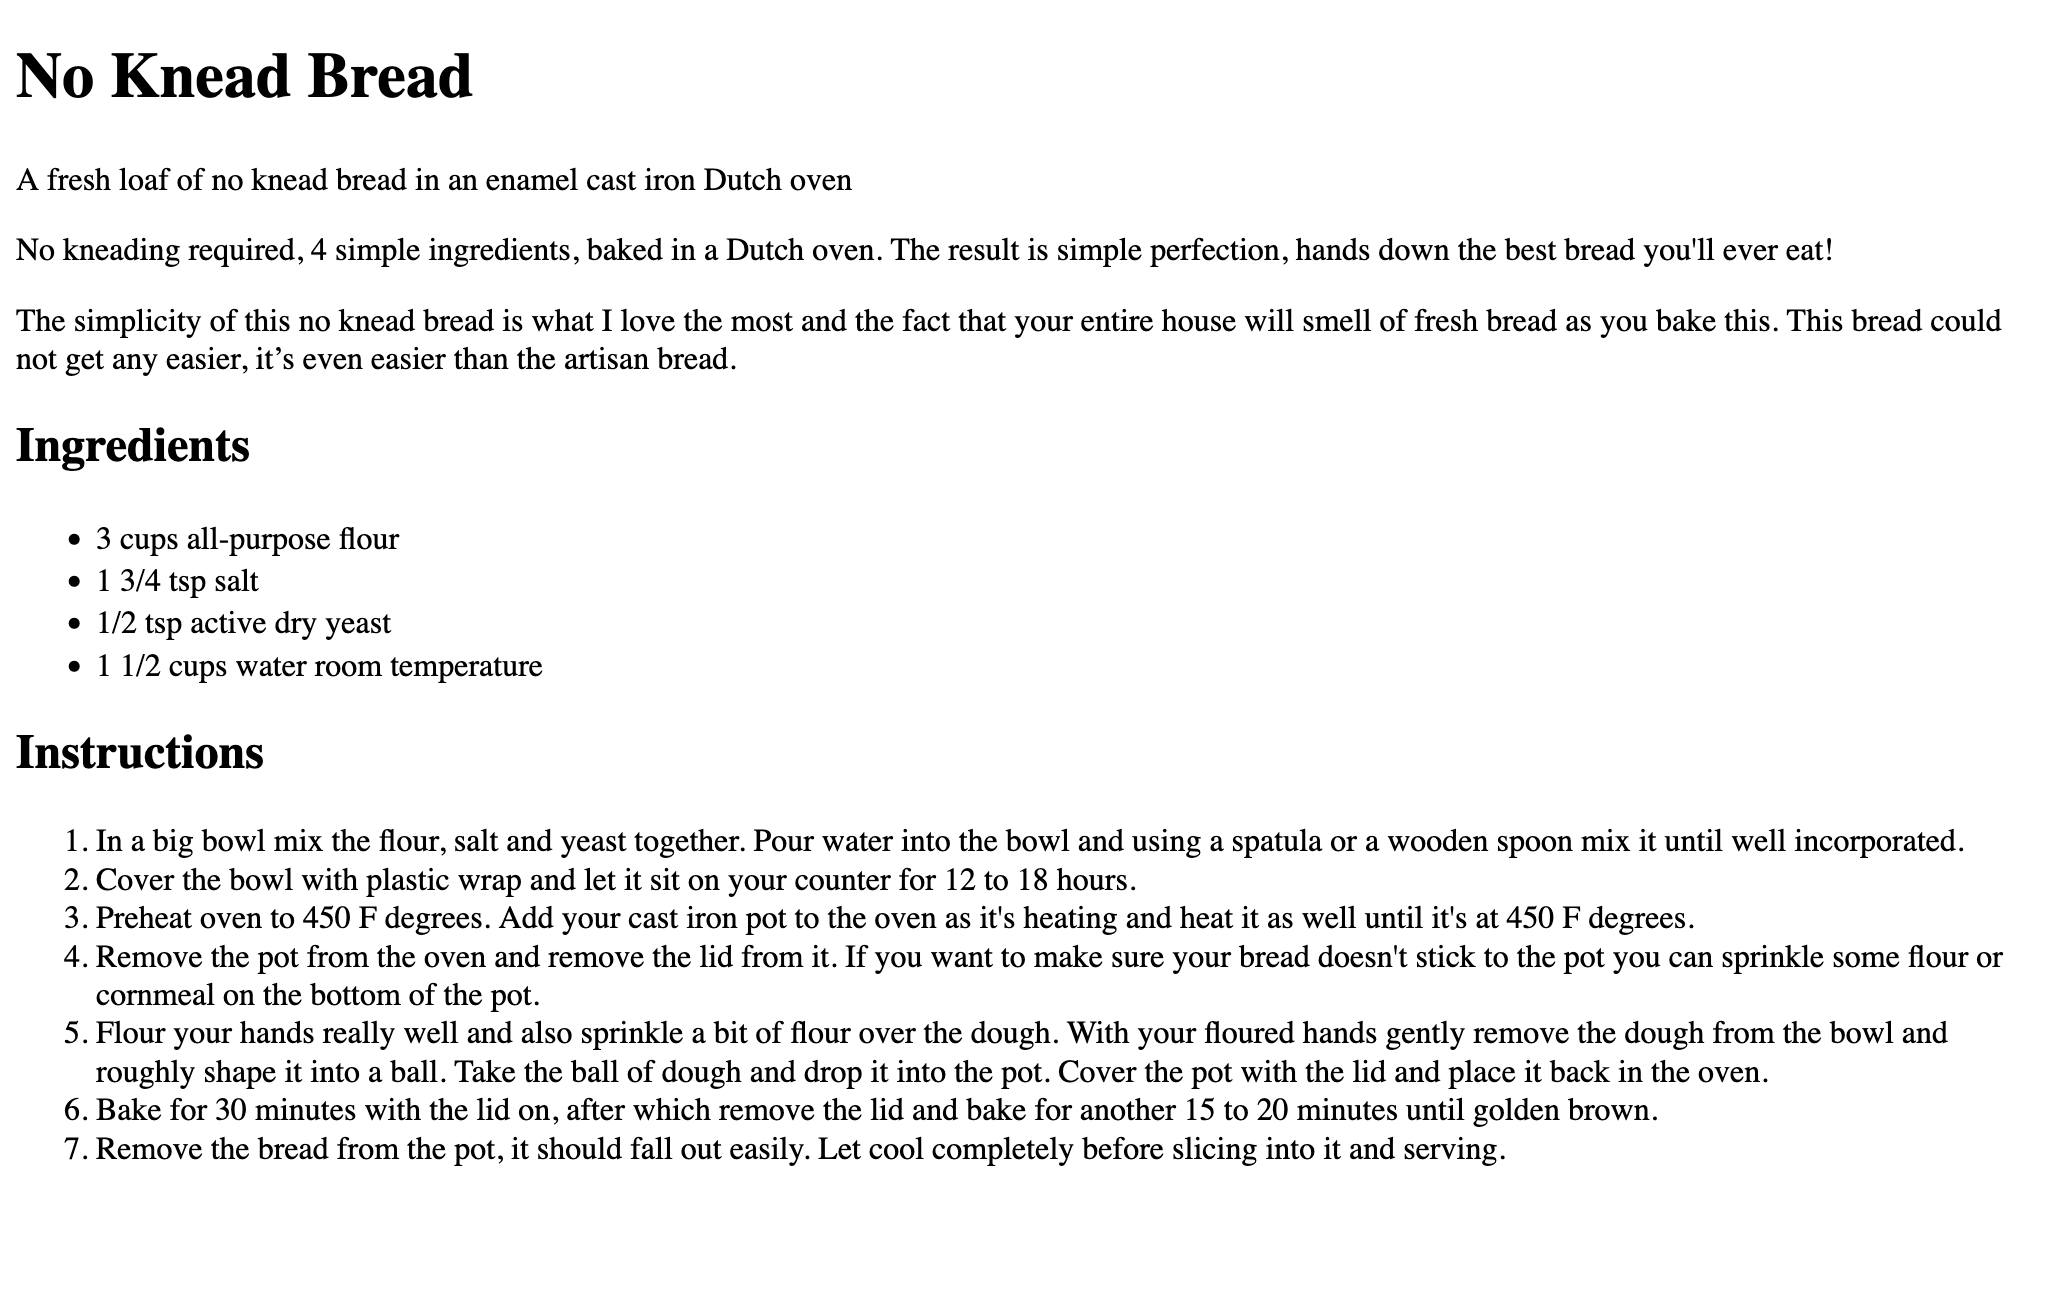 No Knead Bread
A fresh loaf of no knead bread in an enamel cast iron Dutch oven
No kneading required, 4 simple ingredients, baked in a Dutch oven. The result is simple perfection, hands down the best bread you'll ever eat!
The simplicity of this no knead bread is what I love the most and the fact that your entire house will smell of fresh bread as you bake this. This bread could
not get any easier, it’s even easier than the artisan bread.
Ingredients
• 3 cups all-purpose flour
• 1 3/4 tsp salt
• 1/2 tsp active dry yeast
• 1 1/2 cups water room temperature
Instructions
1. In a big bowl mix the flour, salt and yeast together. Pour water into the bowl and using a spatula or a wooden spoon mix it until well incorporated.
2. Cover the bowl with plastic wrap and let it sit on your counter for 12 to 18 hours.
3. Preheat oven to 450 F degrees. Add your cast iron pot to the oven as it's heating and heat it as well until it's at 450 F degrees.
4. Remove the pot from the oven and remove the lid from it. If you want to make sure your bread doesn't stick to the pot you can sprinkle some flour or
cornmeal on the bottom of the pot.
5. Flour your hands really well and also sprinkle a bit of flour over the dough. With your floured hands gently remove the dough from the bowl and
roughly shape it into a ball. Take the ball of dough and drop it into the pot. Cover the pot with the lid and place it back in the oven.
6. Bake for 30 minutes with the lid on, after which remove the lid and bake for another 15 to 20 minutes until golden brown.
7. Remove the bread from the pot, it should fall out easily. Let cool completely before slicing into it and serving.